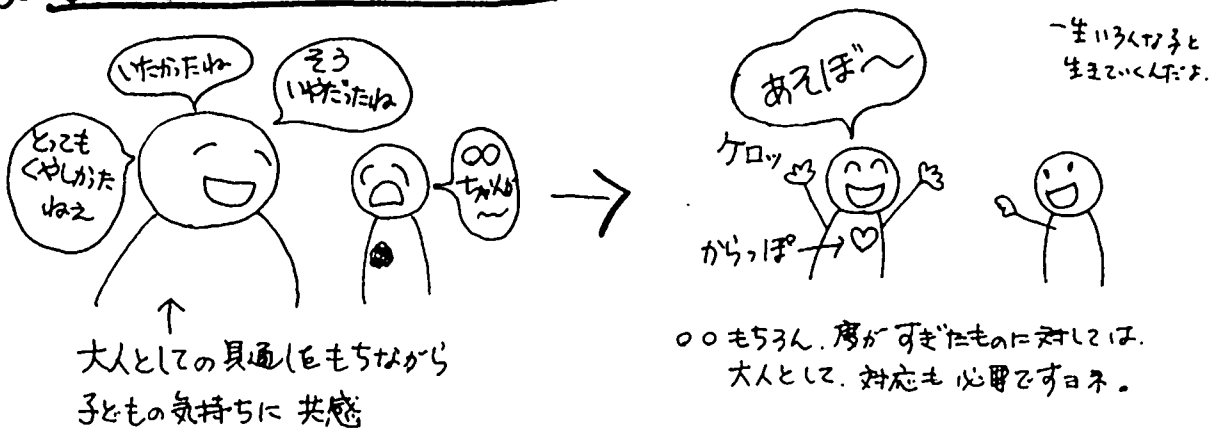 いたかったね
そう
いやだったね
とっても
くやしかった
ねえ
○○
ちゃんが
〜
大人としての見通しをもちながら
子どもの気持ちに共感
あそぼ〜
ケロッ
からっぽ
一生いろんな子と
生きていくんだよ.
○○もちろん、度がすぎたものに対しては、
大人として、対応も必要ですヨネ。